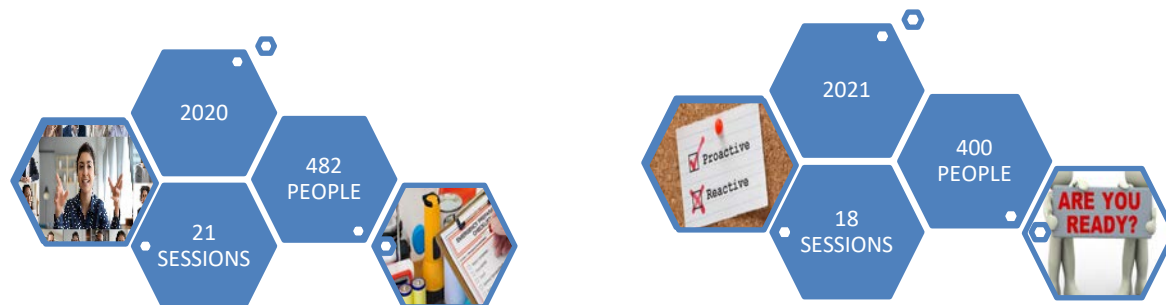 2020
482
PEOPLE
21
SESSIONS
2021
Proactive
Reactive
400
PEOPLE
18
SESSIONS
ARE YOU
READY?